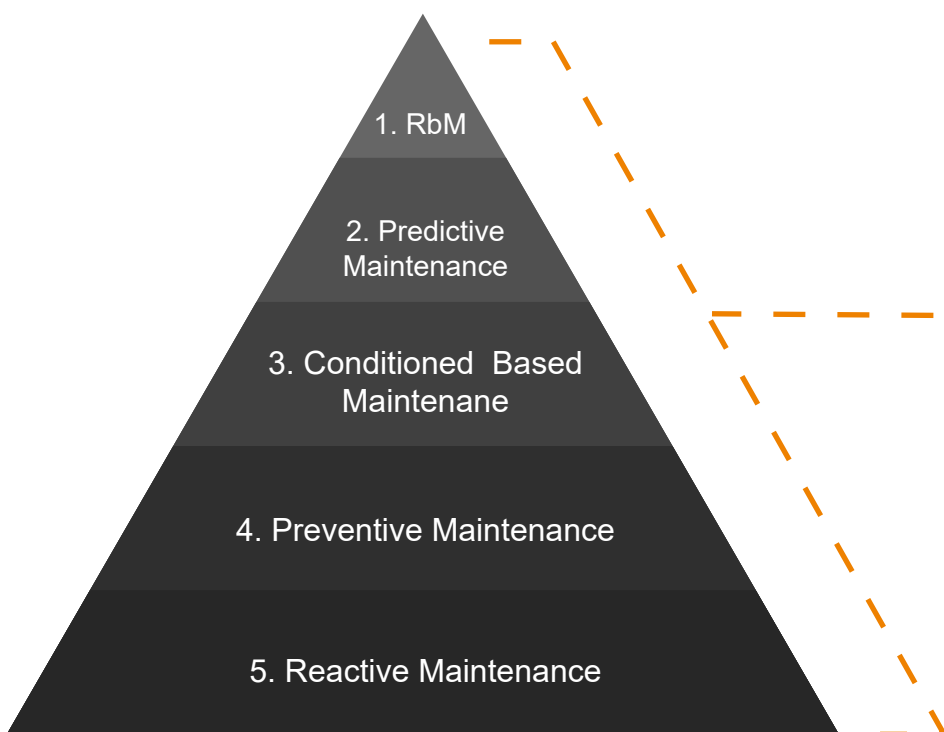 1. RbM
2. Predictive
Maintenance
3. Conditioned  Based
Maintenane
4. Preventive Maintenance
5. Reactive Maintenance